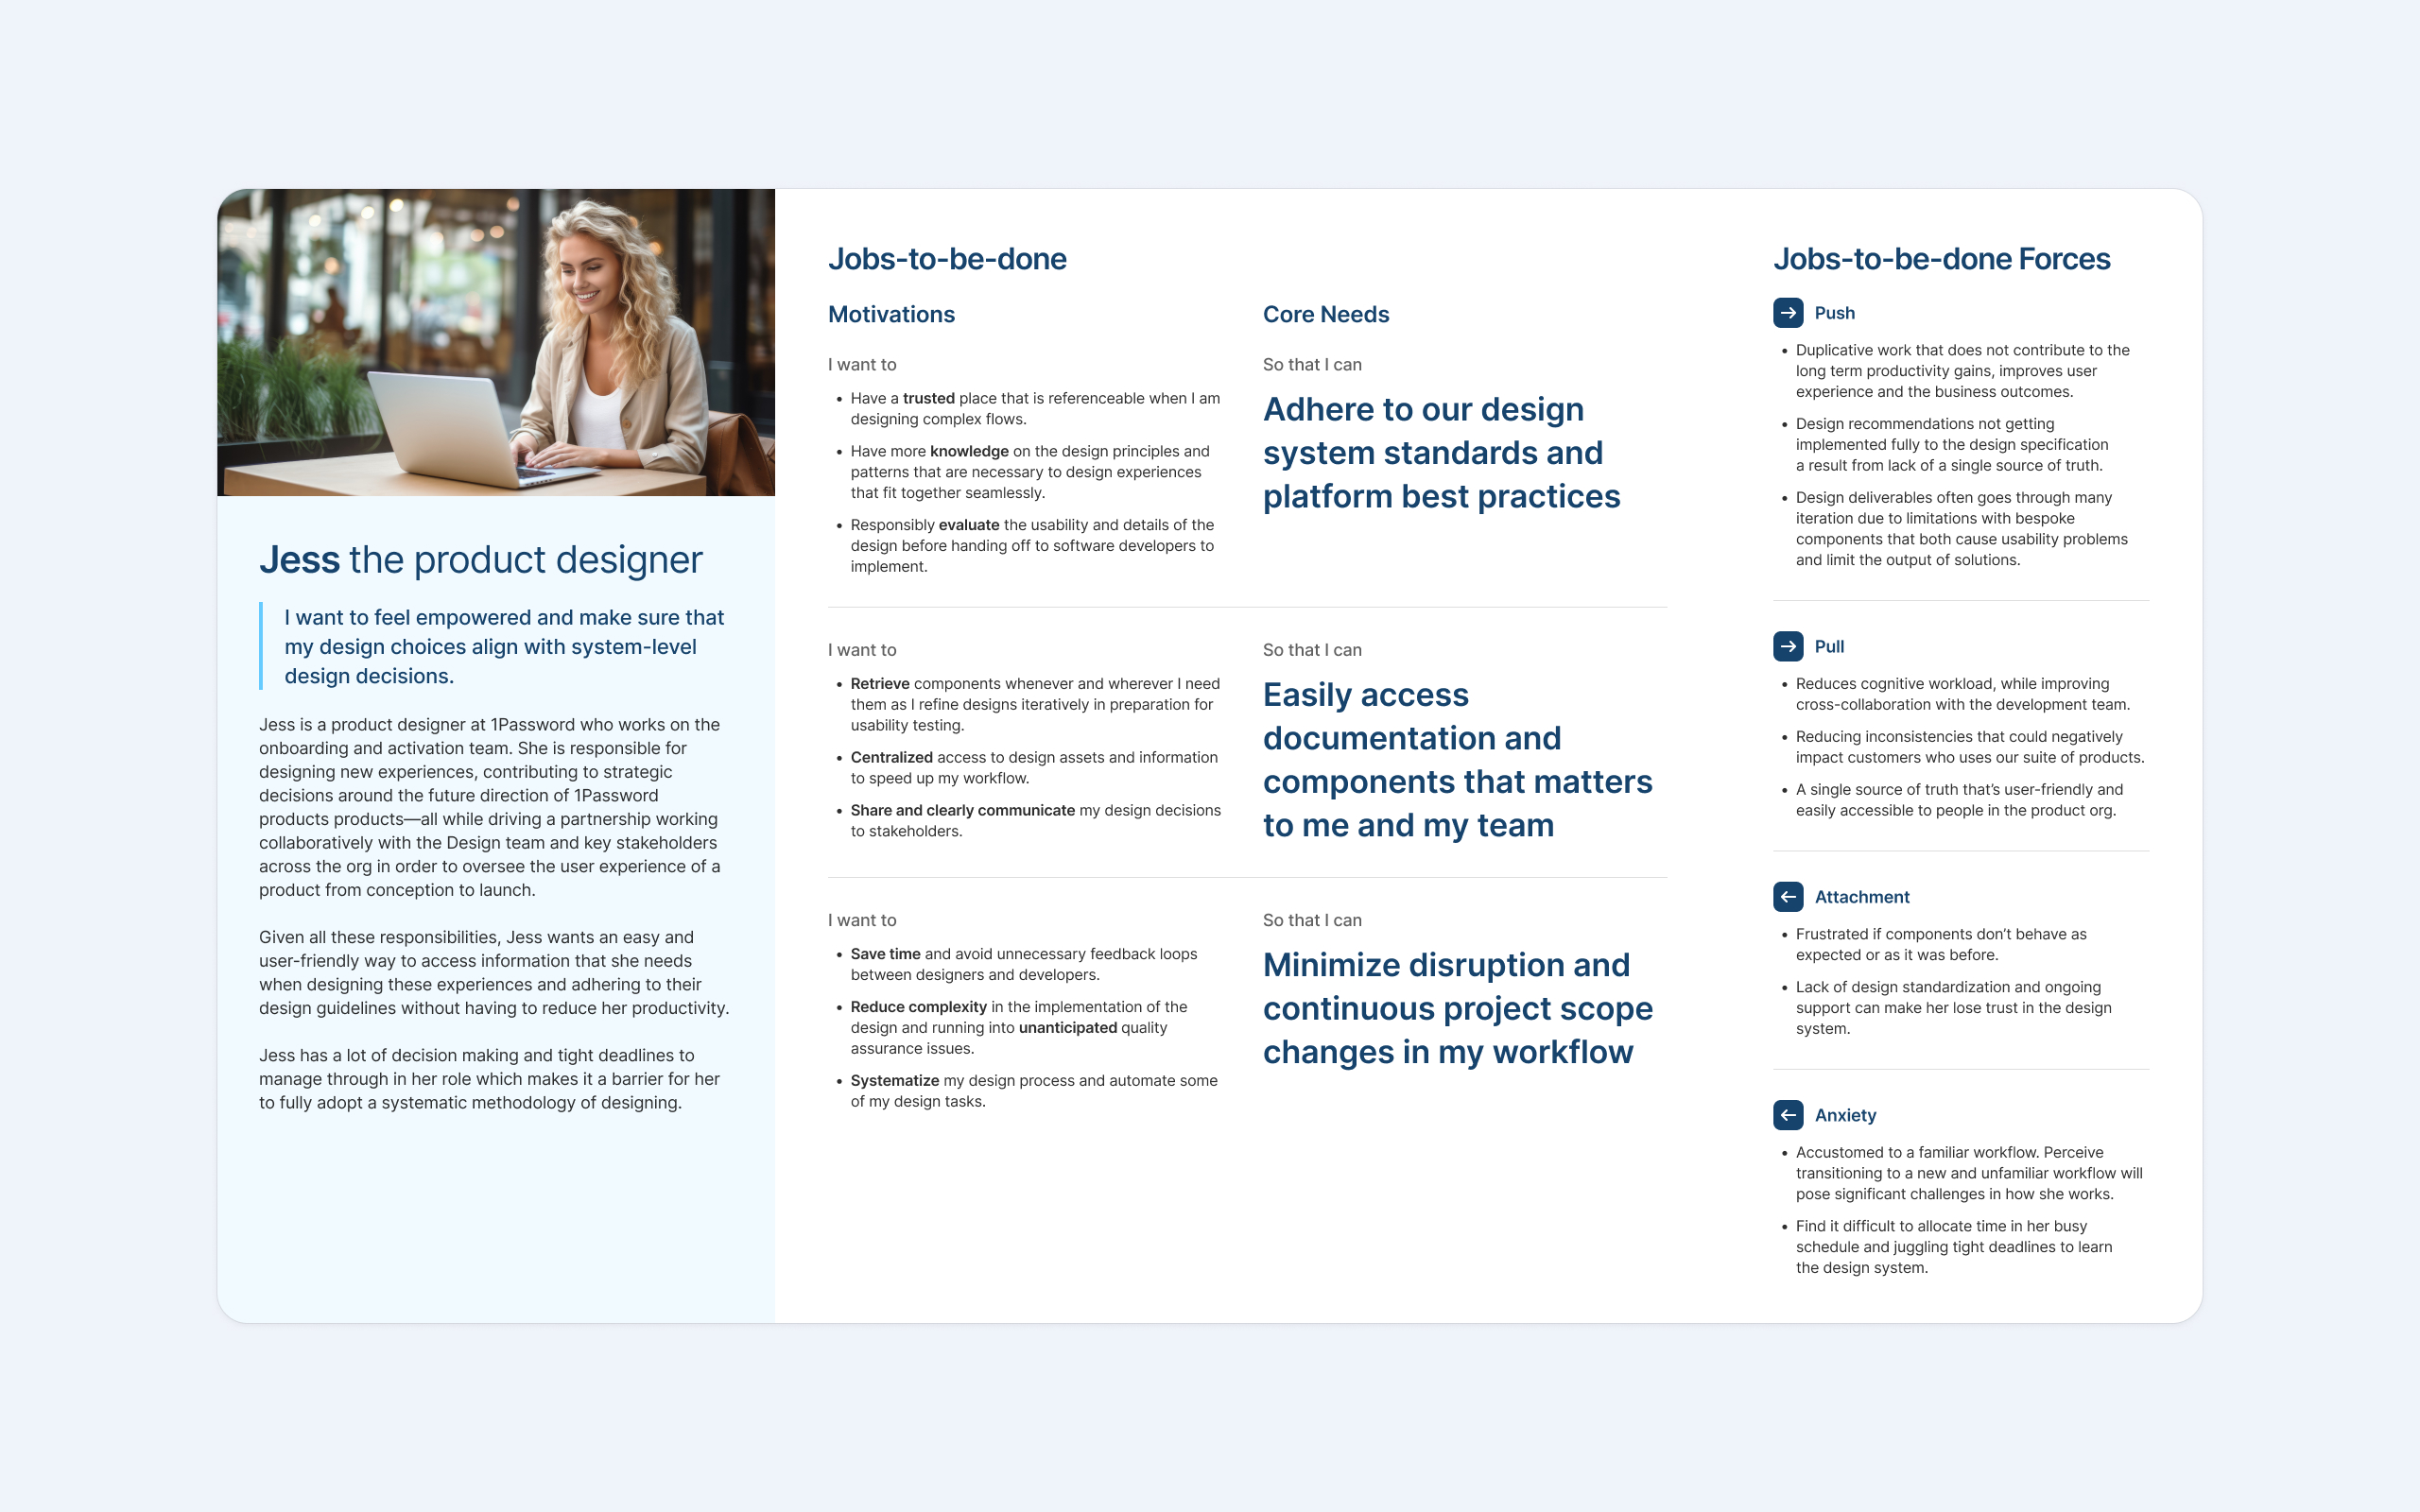 Jess the product designer
I want to feel empowered and make sure that
my design choices align with system-level
design decisions.
Jess is a product designer at 1Password who works on the
onboarding and activation team. She is responsible for
designing new experiences, contributing to strategic
decisions around the future direction of 1Password
products products—all while driving a partnership working
collaboratively with the Design team and key stakeholders
across the org in order to oversee the user experience of a
product from conception to launch.
Given all these responsibilities, Jess wants an easy and
user-friendly way to access information that she needs
when designing these experiences and adhering to their
design guidelines without having to reduce her productivity.
Jess has a lot of decision making and tight deadlines to
manage through in her role which makes it a barrier for her
to fully adopt a systematic methodology of designing.
Jobs-to-be-done
Motivations
Core Needs
I want to
• Have a trusted place that is referenceable when I am
designing complex flows.
• Have more knowledge on the design principles and
patterns that are necessary to design experiences
that fit together seamlessly.
• Responsibly evaluate the usability and details of the
design before handing off to software developers to
implement.
So that I can
Adhere to our design
system standards and
platform best practices
I want to
• Retrieve components whenever and wherever I need
them as I refine designs iteratively in preparation for
usability testing.
• Centralized access to design assets and information
to speed up my workflow.
• Share and clearly communicate my design decisions
to stakeholders.
So that I can
Easily access
documentation and
components that matters
to me and my team
I want to
• Save time and avoid unnecessary feedback loops
between designers and developers.
• Reduce complexity in the implementation of the
design and running into unanticipated quality
assurance issues.
• Systematize my design process and automate some
of my design tasks.
So that I can
Minimize disruption and
continuous project scope
changes in my workflow
Jobs-to-be-done Forces
Push
• Duplicative work that does not contribute to the
long term productivity gains, improves user
experience and the business outcomes.
• Design recommendations not getting
implemented fully to the design specification
a result from lack of a single source of truth.
• Design deliverables often goes through many
iteration due to limitations with bespoke
components that both cause usability problems
and limit the output of solutions.
Pull
• Reduces cognitive workload, while improving
cross-collaboration with the development team.
• Reducing inconsistencies that could negatively
impact customers who uses our suite of products.
• A single source of truth that’s user-friendly and
easily accessible to people in the product org.
Attachment
• Frustrated if components don’t behave as
expected or as it was before.
• Lack of design standardization and ongoing
support can make her lose trust in the design
system.
Anxiety
• Accustomed to a familiar workflow. Perceive
transitioning to a new and unfamiliar workflow will
pose significant challenges in how she works.
• Find it difficult to allocate time in her busy
schedule and juggling tight deadlines to learn
the design system.